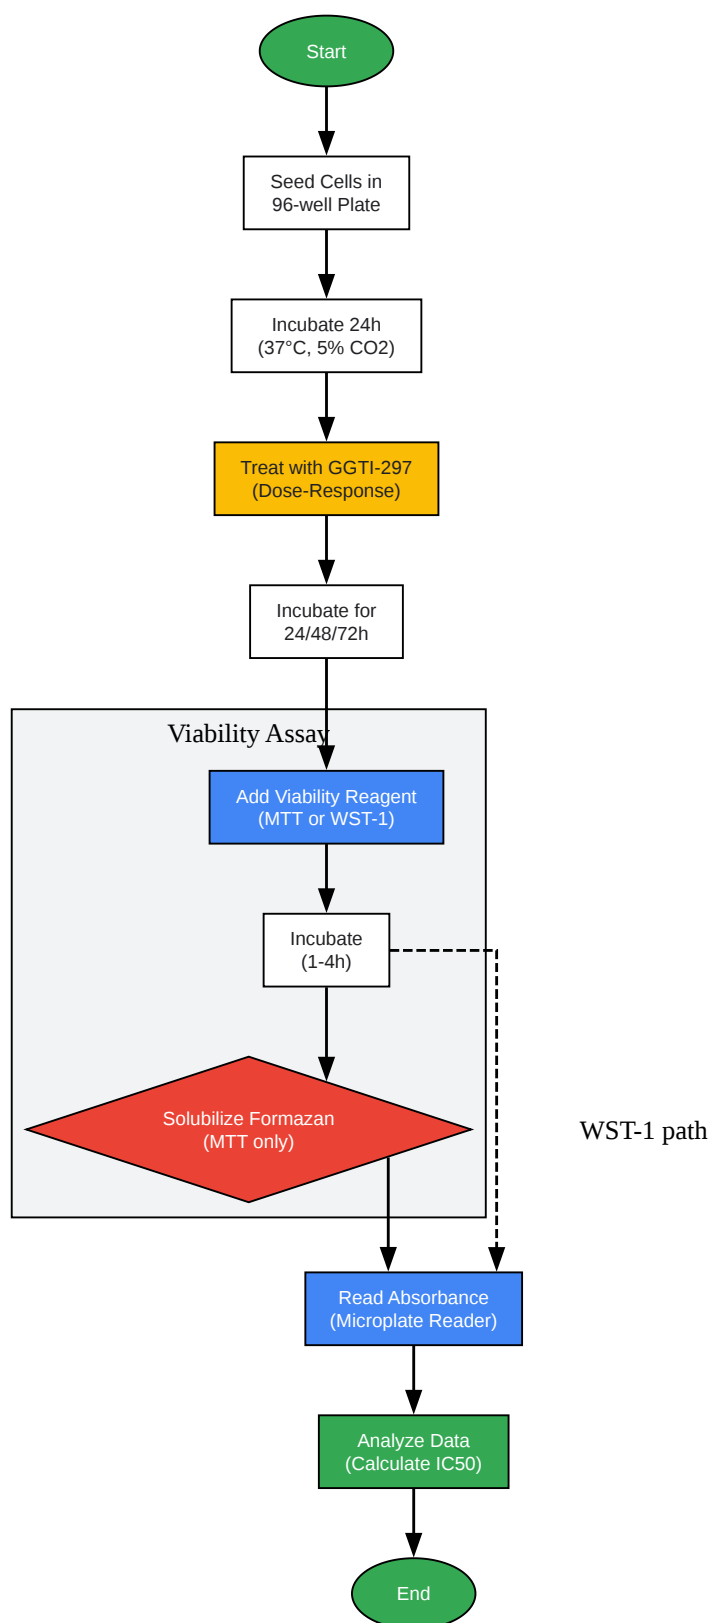 Start
Seed Cells in
96-well Plate
Incubate 24h
(37°C, 5% CO2)
Treat with GGTI-297
(Dose-Response)
Incubate for
24/48/72h
Viability Assay
Add Viability Reagent
(MTT or WST-1)
Incubate
(1-4h)
Solubilize Formazan
(MTT only)
WST-1 path
Read Absorbance
(Microplate Reader)
Analyze Data
(Calculate IC50)
End